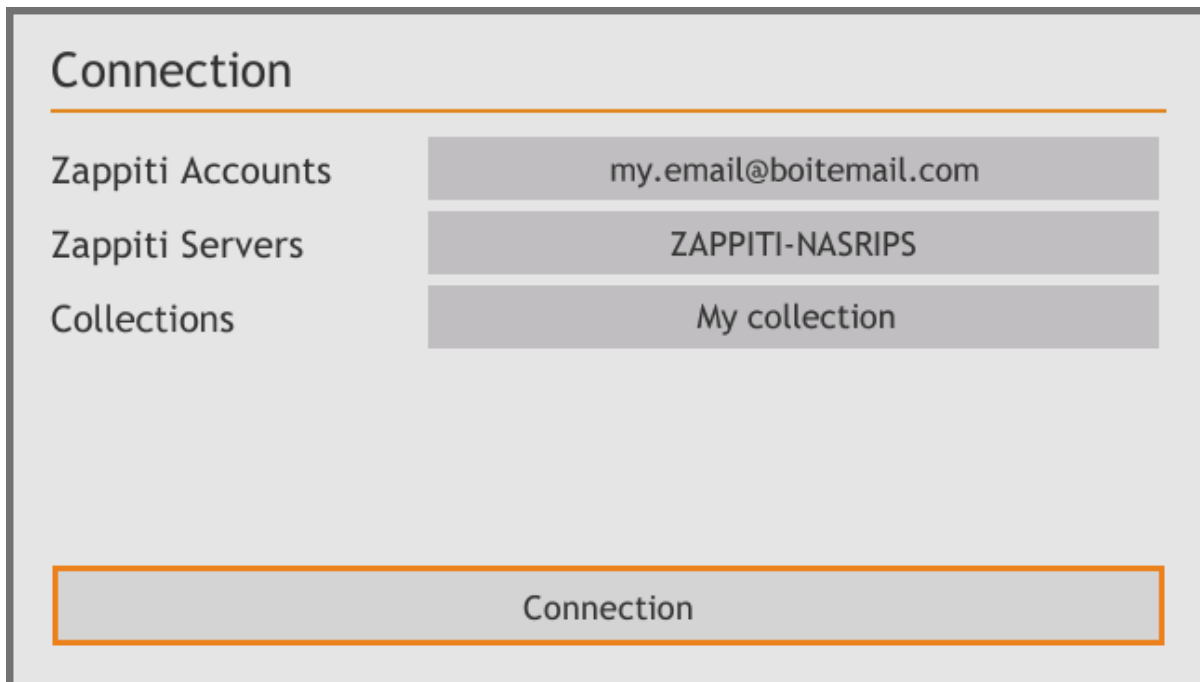 Connection
Zappiti Accounts my.email@boitemail.com
Zappiti Servers ZAPPITI-NASRIPS
Collections My collection
Connection